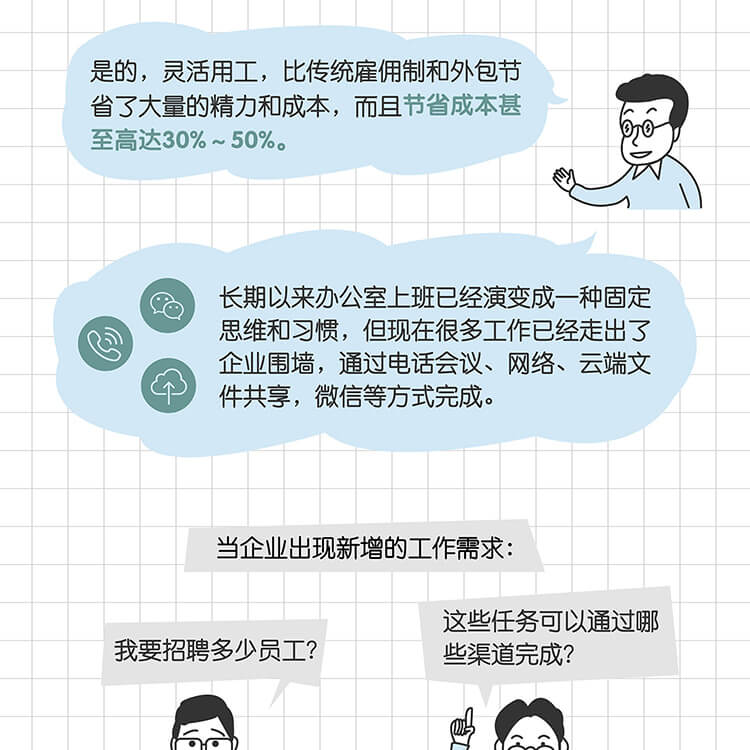 是的，灵活用工，比传统雇佣制和外包节
省了大量的精力和成本，而且节省成本甚
至高达30%～50%。
长期以来办公室上班已经演变成一种固定
思维和习惯，但现在很多工作已经走出了
企业围墙，通过电话会议、网络、云端文
件共享，微信等方式完成。
当企业出现新增的工作需求：
我要招聘多少员工？
这些任务可以通过哪
些渠道完成？